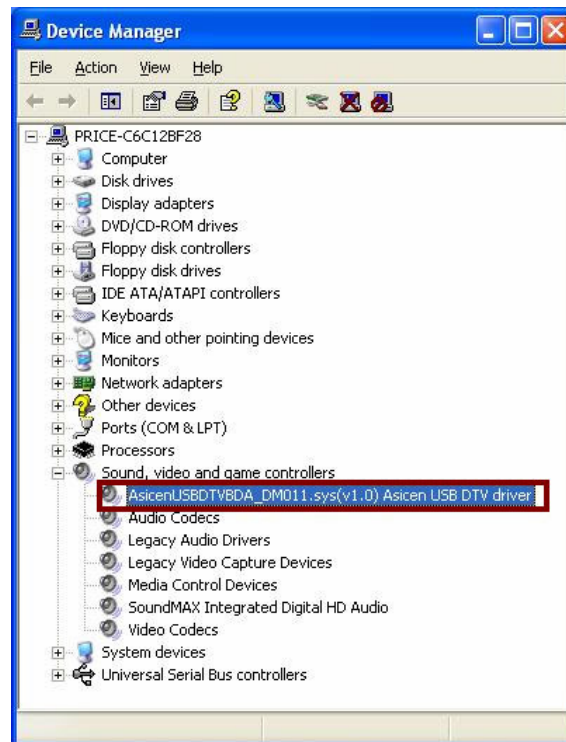 Device Manager
File Action View Help
PRICE-C6C12BF28
Computer
Disk drives
Display adapters
DVD/CD-ROM drives
Floppy disk controllers
Floppy disk drives
IDE ATA/ATAPI controllers
Keyboards
Mice and other pointing devices
Monitors
Network adapters
Other devices
Ports (COM & LPT)
Processors
Sound, video and game controllers
AsicenUSBDTVBDA_DM011.sys(v1.0) Asicen USB DTV driver
Audio Codecs
Legacy Audio Drivers
Legacy Video Capture Devices
Media Control Devices
SoundMAX Integrated Digital HD Audio
Video Codecs
System devices
Universal Serial Bus controllers